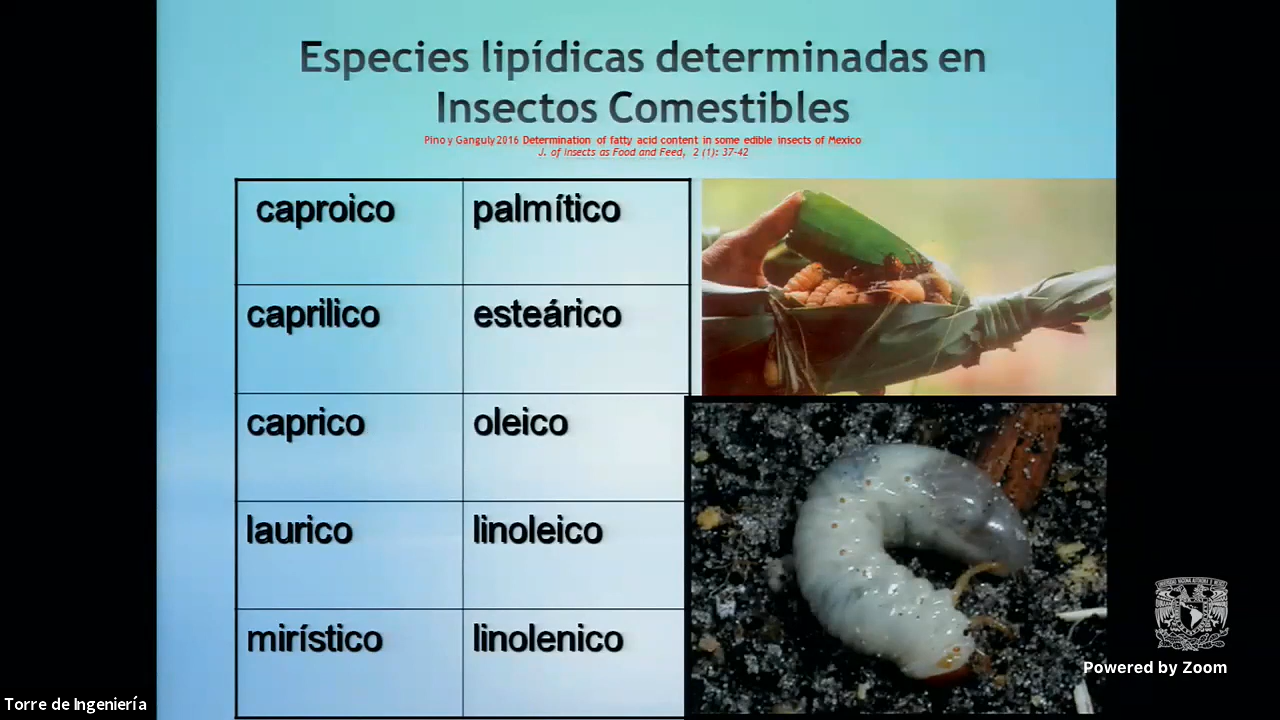 Especies lipídicas determinadas en
Insectos Comestibles
Pino y Ganguly 2016 Determination of fatty acid content in some edible insects of Mexico
J. of Insects as Food and Feed, 2 (1): 37-42
caproico palmítico
caprilico esteárico
caprico oleico
laurico linoleico
mirístico linolenico
Powered by Zoom
Torre de Ingeniería